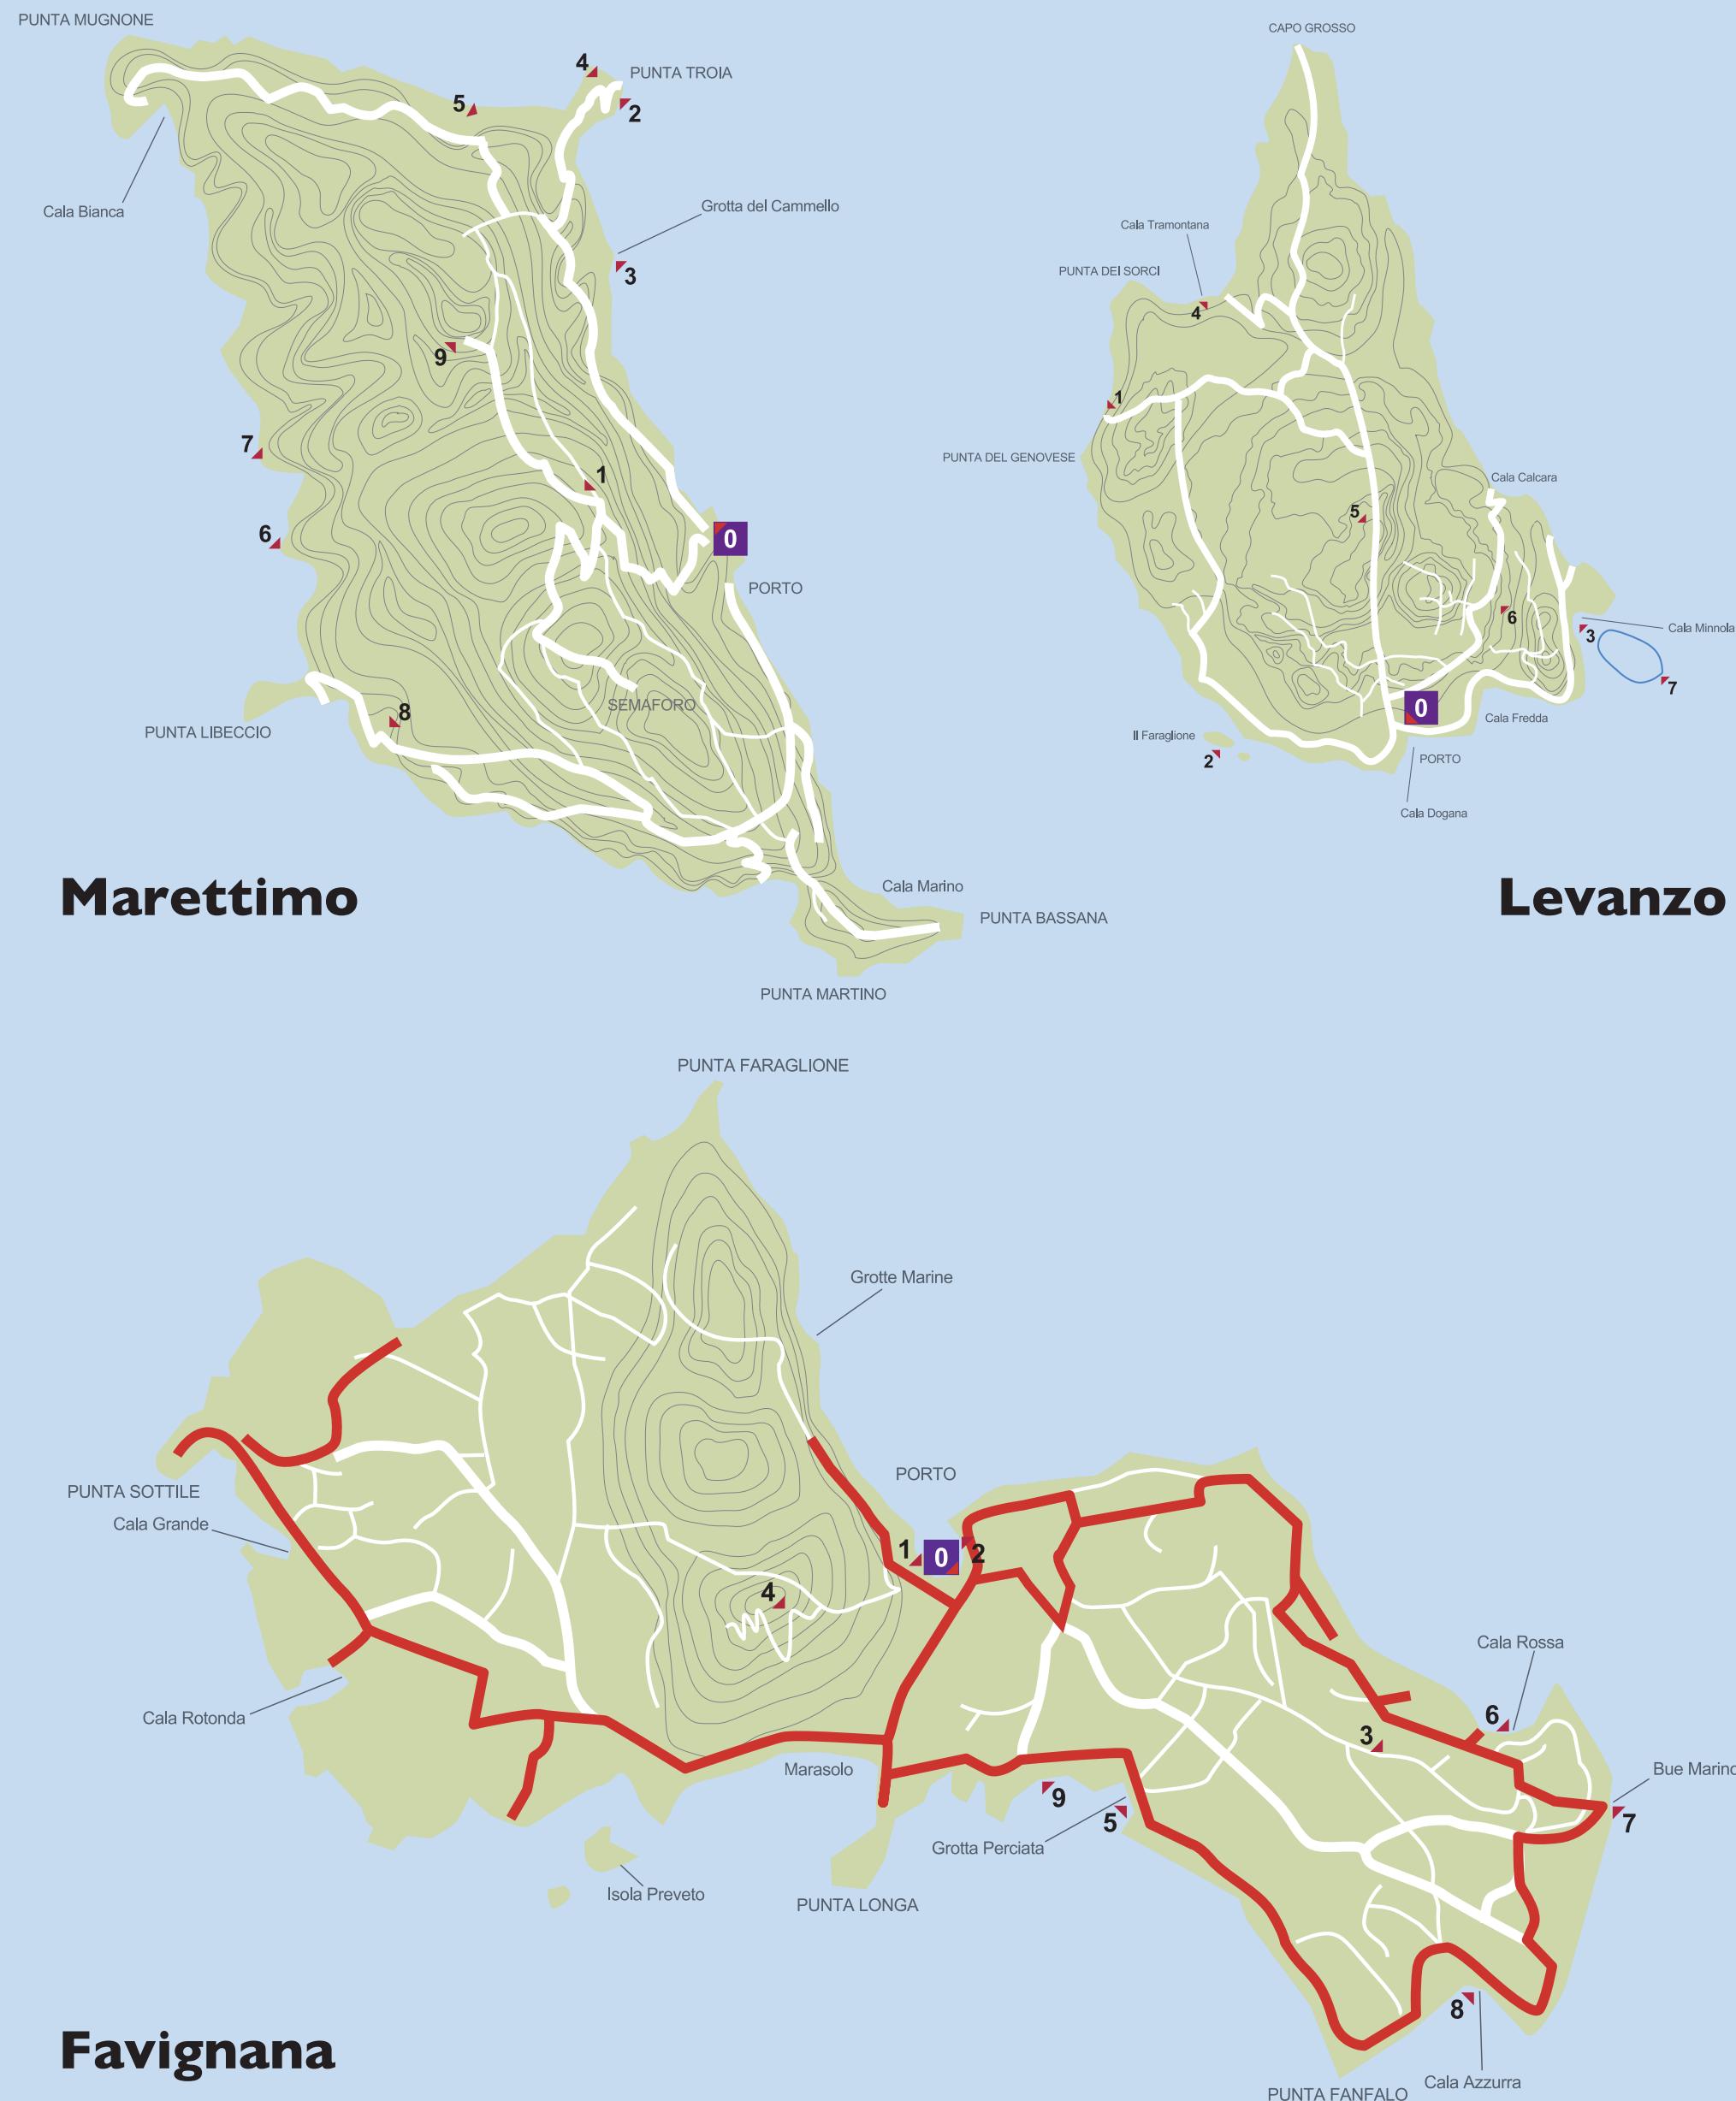 PUNTA MUGNONE
4
PUNTA TROIA
5
2
Cala Bianca
Grotta del Cammello
3
9
7
1
6
0
PORTO
SEMAFORO
8
PUNTA LIBECCIO
Cala Marino
PUNTA BASSANA
PUNTA MARTINO
Marettimo
CAPO GROSSO
Cala Tramontana
PUNTA DEI SORCI
4
1
PUNTA DEL GENOVESE
Cala Calcara
5
6
Cala Minnola
3
7
0
Cala Fredda
Il Faraglione
2
PORTO
Cala Dogana
Levanzo
PUNTA FARAGLIONE
Grotte Marine
PORTO
PUNTA SOTTILE
Cala Grande
1
0
2
4
Cala Rossa
Cala Rotonda
6
3
Marasolo
Bue Marino
9
5
7
Grotta Perciata
Isola Preveto
PUNTA LONGA
8
Favignana
Cala Azzurra
PUNTA FANFALO